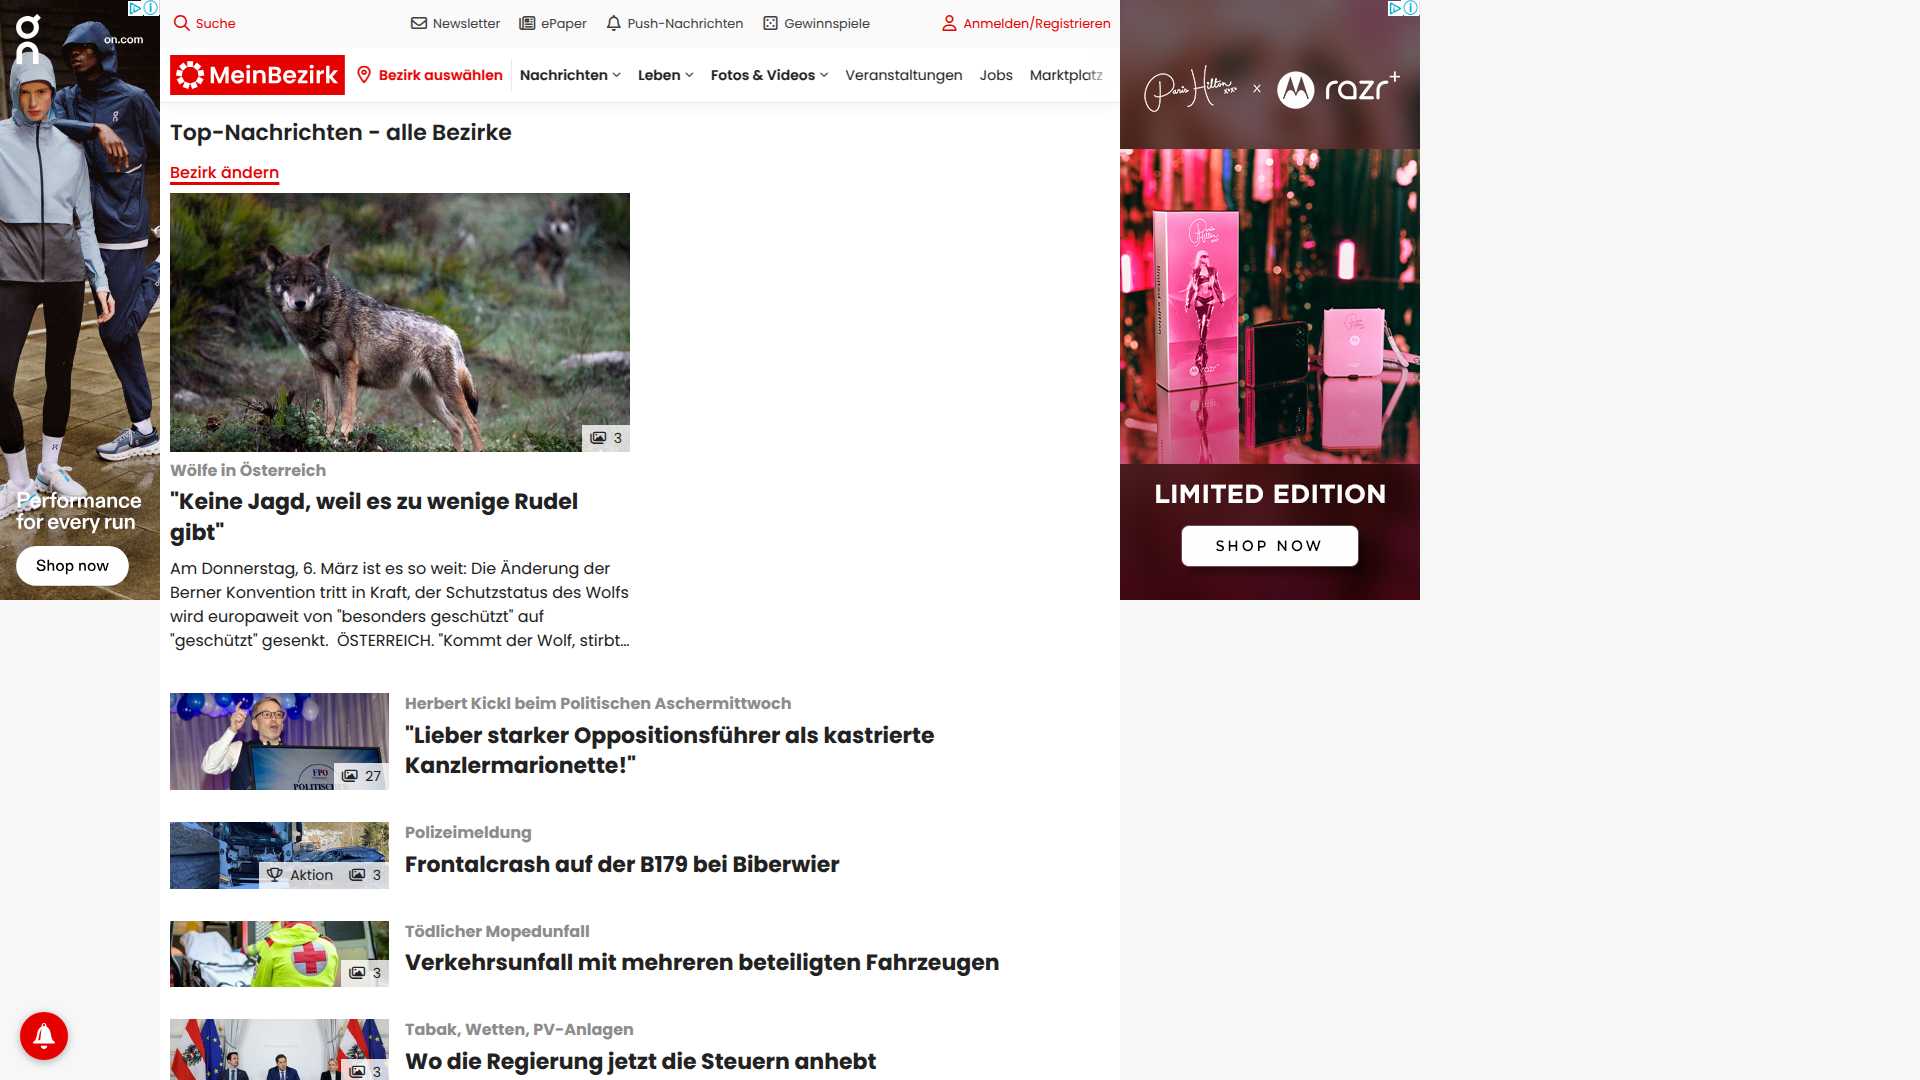 Suche
Newsletter
ePaper
Push-Nachrichten
Gewinnspiele
Anmelden/Registrieren
MeinBezirk
Bezirk auswählen
Nachrichten
Leben
Fotos & Videos
Veranstaltungen
Jobs
Marktplatz
Top-Nachrichten - alle Bezirke
Bezirk ändern
3
Wölfe in Österreich
"Keine Jagd, weil es zu wenige Rudel
gibt"
Am Donnerstag, 6. März ist es so weit: Die Änderung der
Berner Konvention tritt in Kraft, der Schutzstatus des Wolfs
wird europaweit von "besonders geschützt" auf
"geschützt" gesenkt. ÖSTERREICH. "Kommt der Wolf, stirbt...
FPÖ
POLITISCH
27
Herbert Kickl beim Politischen Aschermittwoch
"Lieber starker Oppositionsführer als kastrierte
Kanzlermarionette!"
Aktion 3
Polizeimeldung
Frontalcrash auf der B179 bei Biberwier
3
Tödlicher Mopedunfall
Verkehrsunfall mit mehreren beteiligten Fahrzeugen
3
Tabak, Wetten, PV-Anlagen
Wo die Regierung jetzt die Steuern anhebt
on
on.com
Performance
for every run
Shop now
Paris Hilton
x
razr+
Paris Hilton
razr
LIMITED EDITION
SHOP NOW